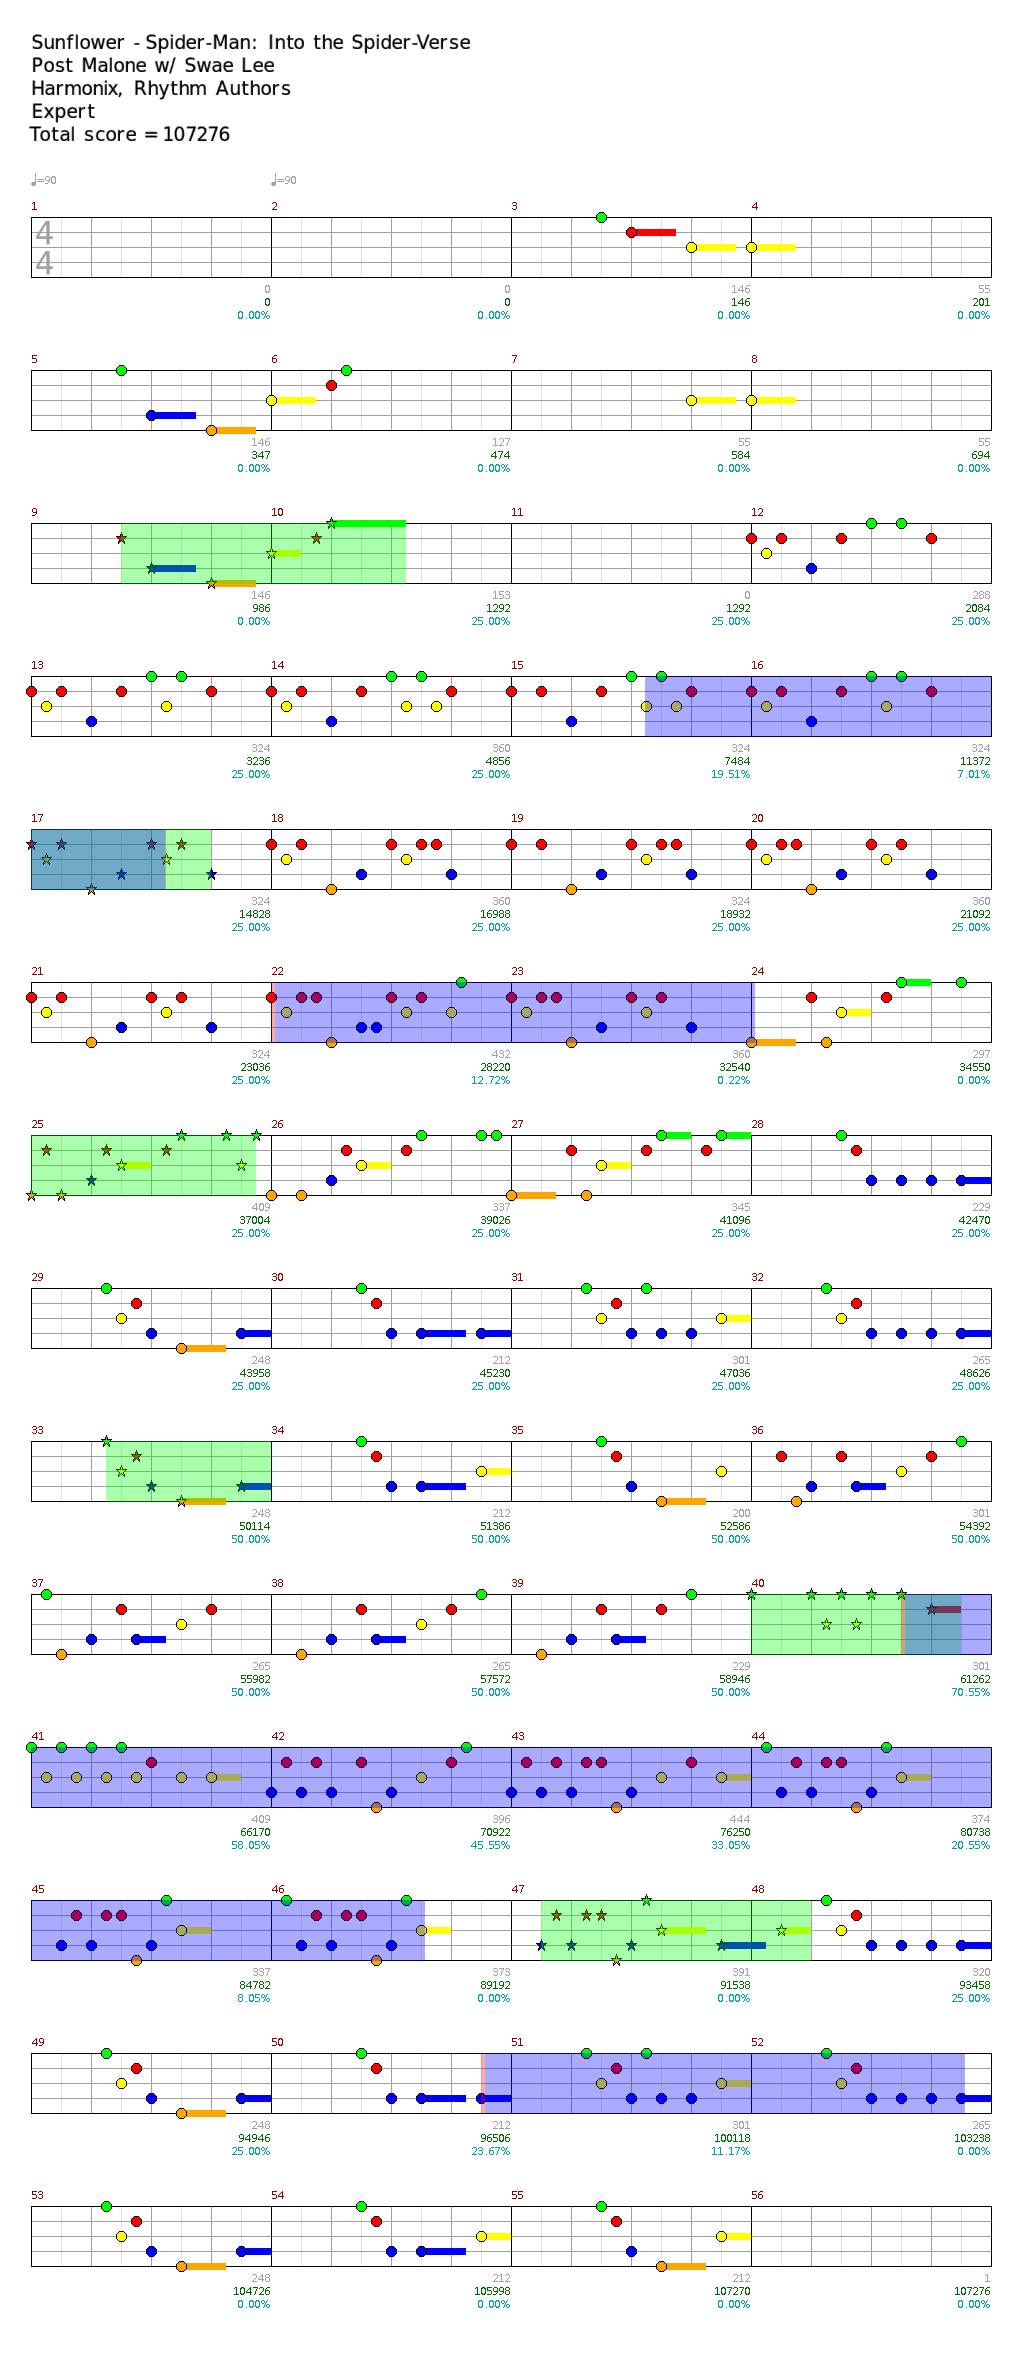 Sunflower - Spider-Man: Into the Spider-Verse
Post Malone w/ Swae Lee
Harmonix, Rhythm Authors
Expert
Total score = 107276
♩=90 ♩=90
1 2 3 4
4
4
0 0 146 55
0 0 146 201
0.00% 0.00% 0.00% 0.00%
5 6 7 8
146 127 55 55
347 474 584 694
0.00% 0.00% 0.00% 0.00%
9 10 11 12
146 153 0 288
986 1292 1292 2084
0.00% 25.00% 25.00% 25.00%
13 14 15 16
324 360 324 324
3236 4856 7484 11372
25.00% 25.00% 19.51% 7.01%
17 18 19 20
324 360 324 360
14828 16988 18932 21092
25.00% 25.00% 25.00% 25.00%
21 22 23 24
324 432 360 297
23036 28220 32540 34550
25.00% 12.72% 0.22% 0.00%
25 26 27 28
409 337 345 229
37004 39026 41096 42470
25.00% 25.00% 25.00% 25.00%
29 30 31 32
248 212 301 265
43958 45230 47036 48626
25.00% 25.00% 25.00% 25.00%
33 34 35 36
248 212 200 301
50114 51386 52586 54392
50.00% 50.00% 50.00% 50.00%
37 38 39 40
265 265 229 301
55982 57572 58946 61262
50.00% 50.00% 50.00% 70.55%
41 42 43 44
409 396 444 374
66170 70922 76250 80738
58.05% 45.55% 33.05% 20.55%
45 46 47 48
337 373 391 320
84782 89192 91538 93458
8.05% 0.00% 0.00% 25.00%
49 50 51 52
248 212 301 265
94946 96506 100118 103238
25.00% 23.67% 11.17% 0.00%
53 54 55 56
248 212 212 1
104726 105998 107270 107276
0.00% 0.00% 0.00% 0.00%